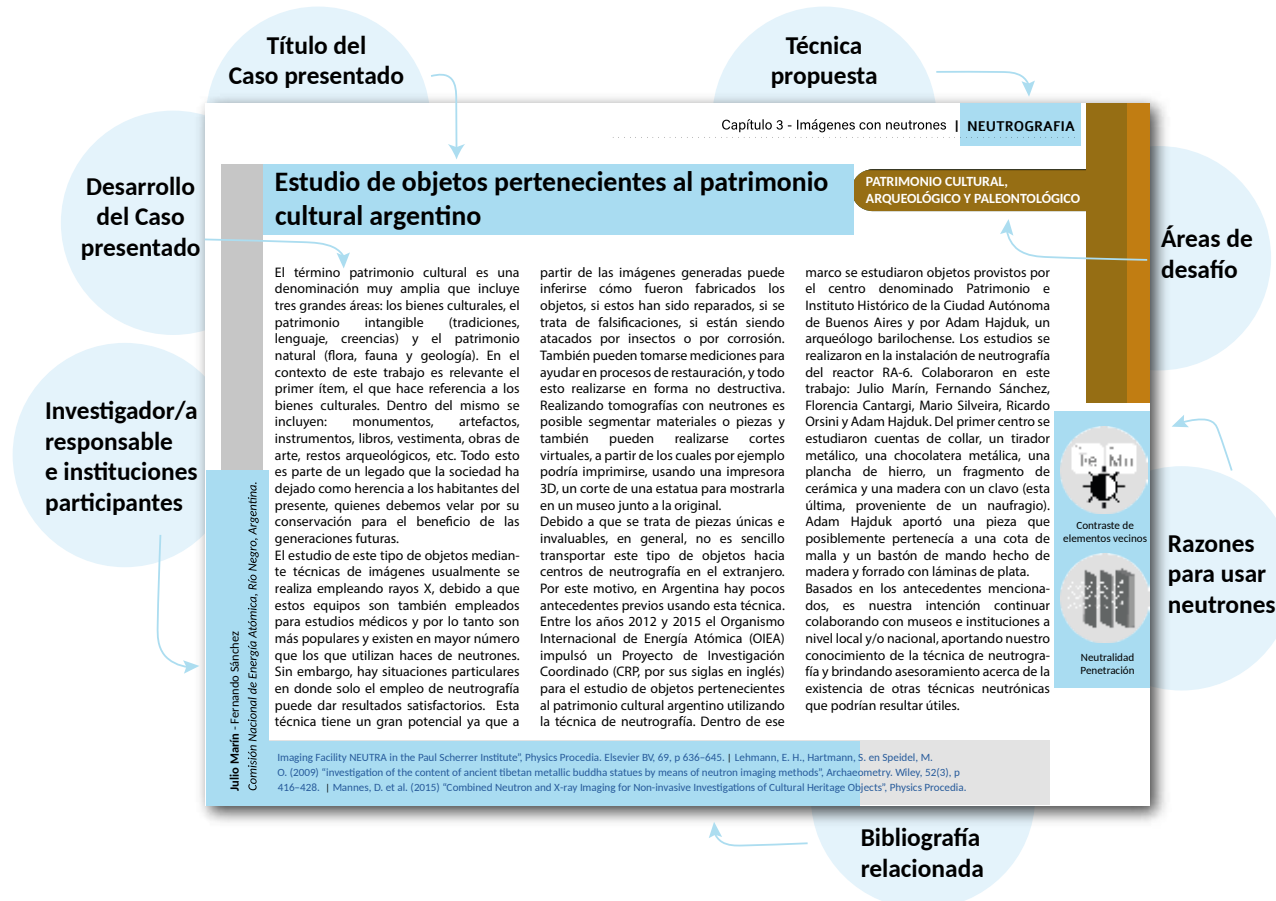 Título del
Caso presentado
Técnica
propuesta
Capítulo 3 - Imágenes con neutrones | NEUTROGRAFIA
Desarrollo
del Caso
presentado
Estudio de objetos pertenecientes al patrimonio
cultural argentino
PATRIMONIO CULTURAL,
ARQUEOLÓGICO Y PALEONTOLÓGICO
Áreas de
desafío
El término patrimonio cultural es una
denominación muy amplia que incluye
tres grandes áreas: los bienes culturales, el
patrimonio intangible (tradiciones,
lenguaje, creencias) y el patrimonio
natural (flora, fauna y geología). En el
contexto de este trabajo es relevante el
primer ítem, el que hace referencia a los
bienes culturales. Dentro del mismo se
incluyen: monumentos, artefactos,
instrumentos, libros, vestimenta, obras de
arte, restos arqueológicos, etc. Todo esto
es parte de un legado que la sociedad ha
dejado como herencia a los habitantes del
presente, quienes debemos velar por su
conservación para el beneficio de las
generaciones futuras.
El estudio de este tipo de objetos median-
te técnicas de imágenes usualmente se
realiza empleando rayos X, debido a que
estos equipos son también empleados
para estudios médicos y por lo tanto son
más populares y existen en mayor número
que los que utilizan haces de neutrones.
Sin embargo, hay situaciones particulares
en donde solo el empleo de neutrografía
puede dar resultados satisfactorios. Esta
técnica tiene un gran potencial ya que a
partir de las imágenes generadas puede
inferirse cómo fueron fabricados los
objetos, si estos han sido reparados, si se
trata de falsificaciones, si están siendo
atacados por insectos o por corrosión.
También pueden tomarse mediciones para
ayudar en procesos de restauración, y todo
esto realizarse en forma no destructiva.
Realizando tomografías con neutrones es
posible segmentar materiales o piezas y
también pueden realizarse cortes
virtuales, a partir de los cuales por ejemplo
podría imprimirse, usando una impresora
3D, un corte de una estatua para mostrarla
en un museo junto a la original.
Debido a que se trata de piezas únicas e
invaluables, en general, no es sencillo
transportar este tipo de objetos hacia
centros de neutrografía en el extranjero.
Por este motivo, en Argentina hay pocos
antecedentes previos usando esta técnica.
Entre los años 2012 y 2015 el Organismo
Internacional de Energía Atómica (OIEA)
impulsó un Proyecto de Investigación
Coordinado (CRP, por sus siglas en inglés)
para el estudio de objetos pertenecientes
al patrimonio cultural argentino utilizando
la técnica de neutrografía. Dentro de ese
marco se estudiaron objetos provistos por
el centro denominado Patrimonio e
Instituto Histórico de la Ciudad Autónoma
de Buenos Aires y por Adam Hajduk, un
arqueólogo barilochense. Los estudios se
realizaron en la instalación de neutrografía
del reactor RA-6. Colaboraron en este
trabajo: Julio Marín, Fernando Sánchez,
Florencia Cantargi, Mario Silveira, Ricardo
Orsini y Adam Hajduk. Del primer centro se
estudiaron cuentas de collar, un tirador
metálico, una chocolatera metálica, una
plancha de hierro, un fragmento de
cerámica y una madera con un clavo (esta
última, proveniente de un naufragio).
Adam Hajduk aportó una pieza que
posiblemente pertenecía a una cota de
malla y un bastón de mando hecho de
madera y forrado con láminas de plata.
Basados en los antecedentes menciona-
dos, es nuestra intención continuar
colaborando con museos e instituciones a
nivel local y/o nacional, aportando nuestro
conocimiento de la técnica de neutrogra-
fía y brindando asesoramiento acerca de la
existencia de otras técnicas neutrónicas
que podrían resultar útiles.
Investigador/a
responsable
e instituciones
participantes
Julio Marín - Fernando Sánchez
Comisión Nacional de Energía Atómica, Río Negro, Argentina.
Fe Mn
Contraste de
elementos vecinos
Neutralidad
Penetración
Razones
para usar
neutrones
Imaging Facility NEUTRA in the Paul Scherrer Institute", Physics Procedia. Elsevier BV, 69, p 636–645. | Lehmann, E. H., Hartmann, S. en Speidel, M.
O. (2009) "investigation of the content of ancient tibetan metallic buddha statues by means of neutron imaging methods", Archaeometry. Wiley, 52(3), p
416–428. | Mannes, D. et al. (2015) "Combined Neutron and X-ray Imaging for Non-invasive Investigations of Cultural Heritage Objects", Physics Procedia.
Bibliografía
relacionada